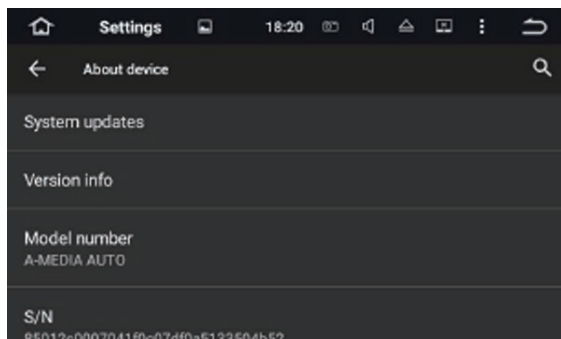 Settings 18:20
About device
System updates
Version info
Model number
A-MEDIA AUTO
S/N